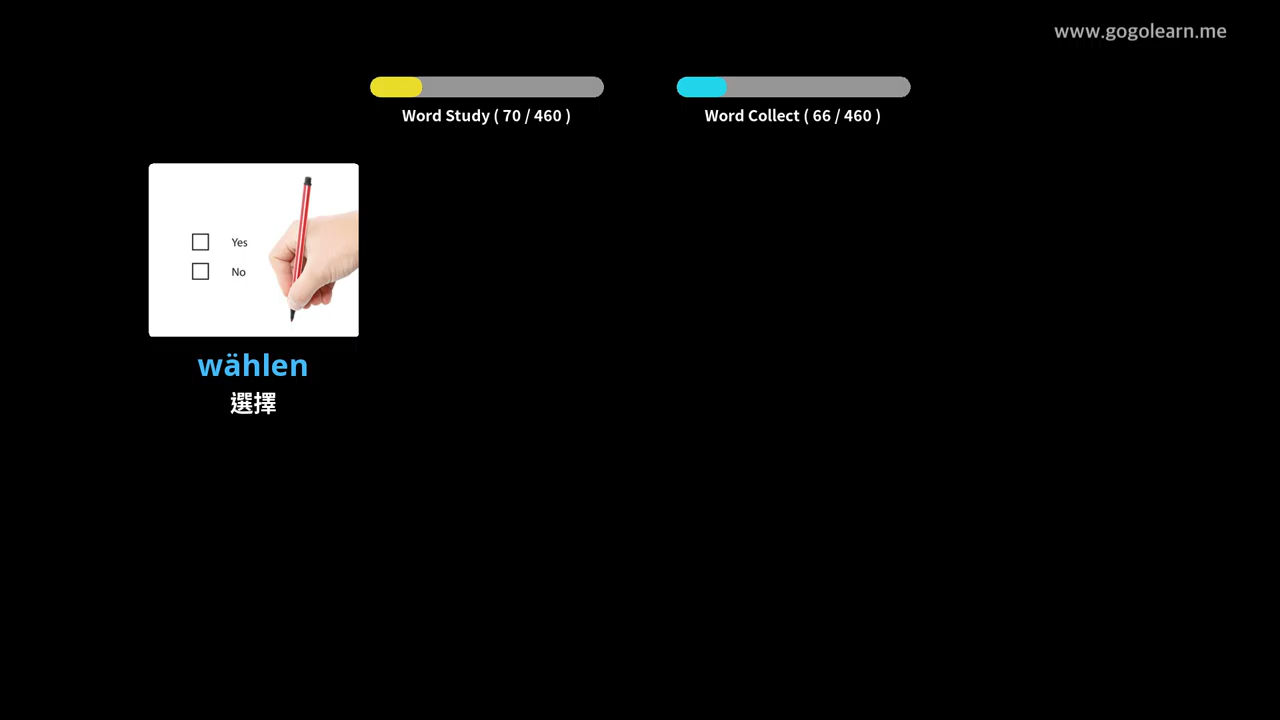 www.gogolearn.me
Word Study ( 70 / 460 )
Word Collect ( 66 / 460 )
Yes
No
wählen
選擇